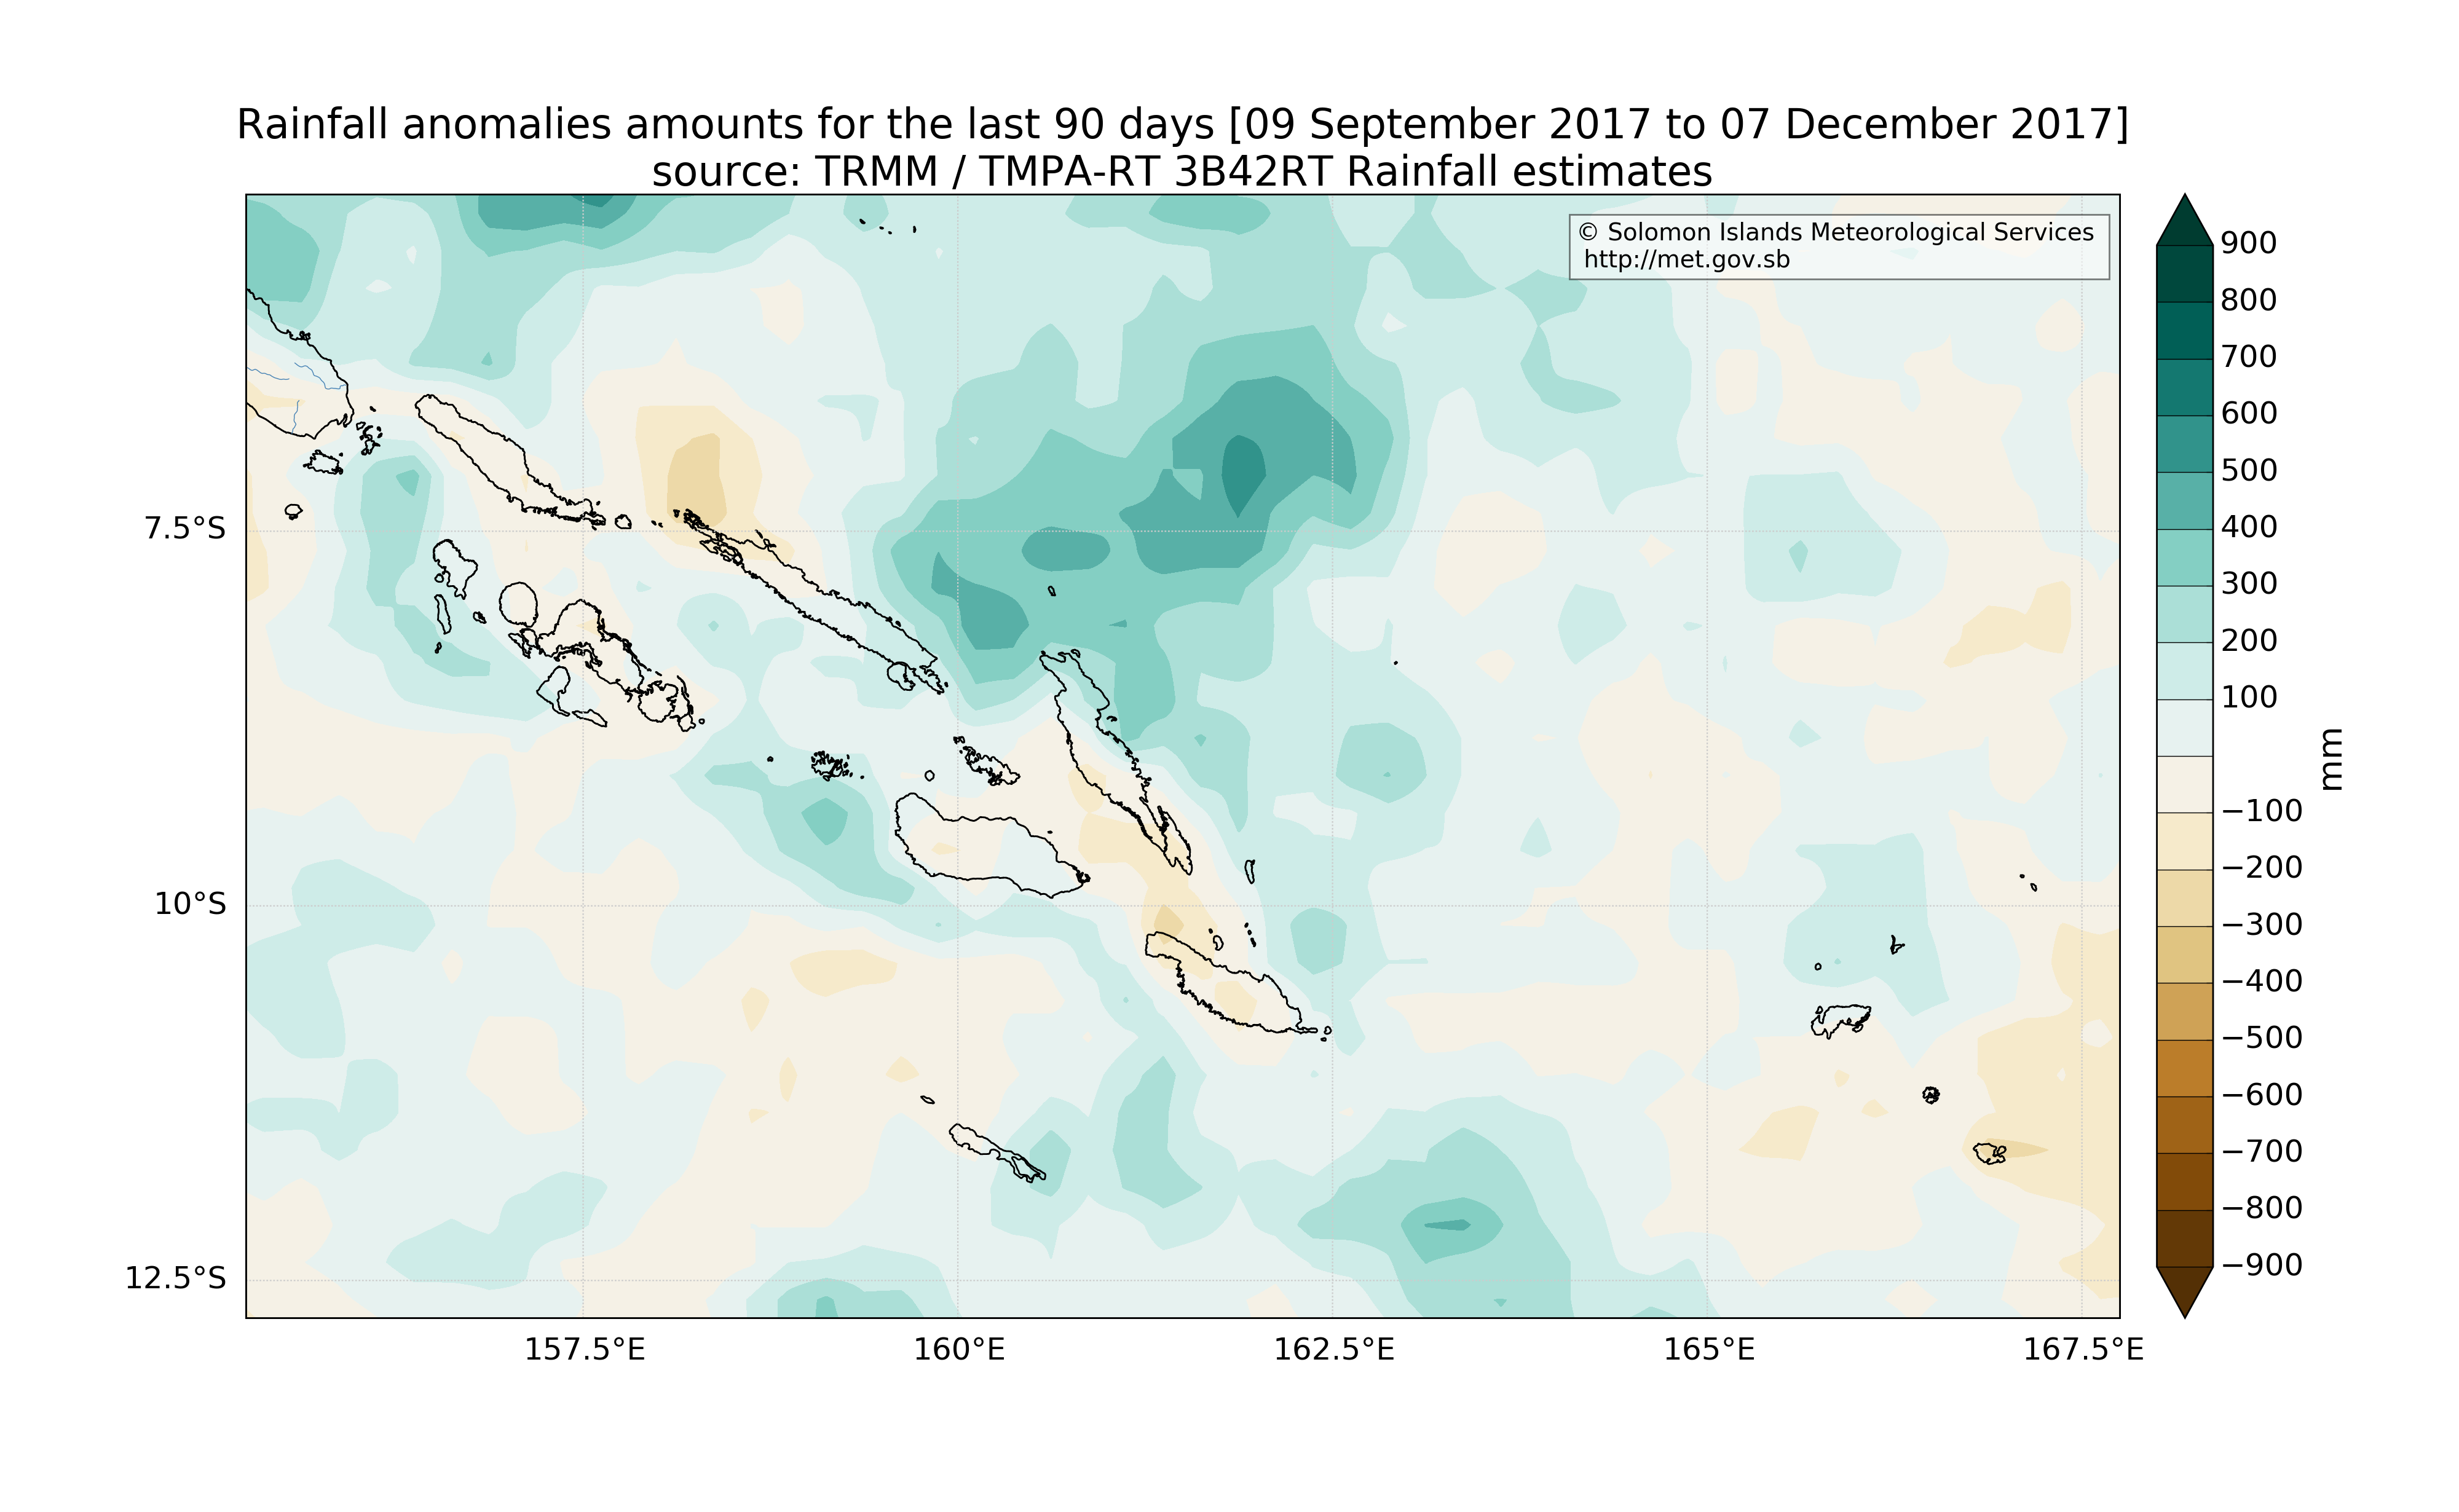 Rainfall anomalies amounts for the last 90 days [09 September 2017 to 07 December 2017]
source: TRMM / TMPA-RT 3B42RT Rainfall estimates
© Solomon Islands Meteorological Services
http://met.gov.sb
7.5°S
10°S
12.5°S
157.5°E
160°E
162.5°E
165°E
167.5°E
900
800
700
600
500
400
300
200
100
−100
−200
−300
−400
−500
−600
−700
−800
−900
mm